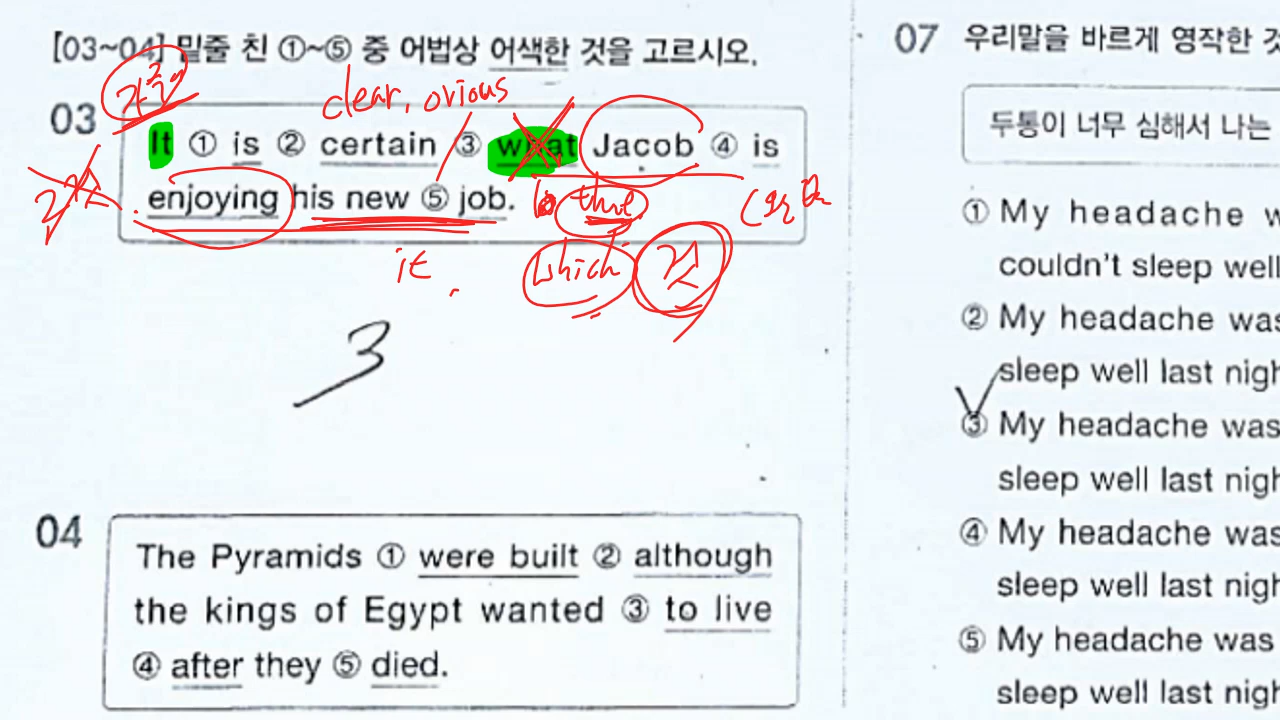 [03~04] 밑줄 친 ①~⑤ 중 어법상 어색한 것을 고르시오.
clear, ovious
03
It ① is ② certain ③ what Jacob ④ is
enjoying his new ⑤ job.
that
it
which
것
3
04
The Pyramids ① were built ② although
the kings of Egypt wanted ③ to live
④ after they ⑤ died.
07 우리말을 바르게 영작한 것
두통이 너무 심해서 나는
① My headache w
couldn't sleep well
② My headache was
sleep well last nigh
③ My headache was
sleep well last nigh
④ My headache was
sleep well last nigh
⑤ My headache was
sleep well last nigh